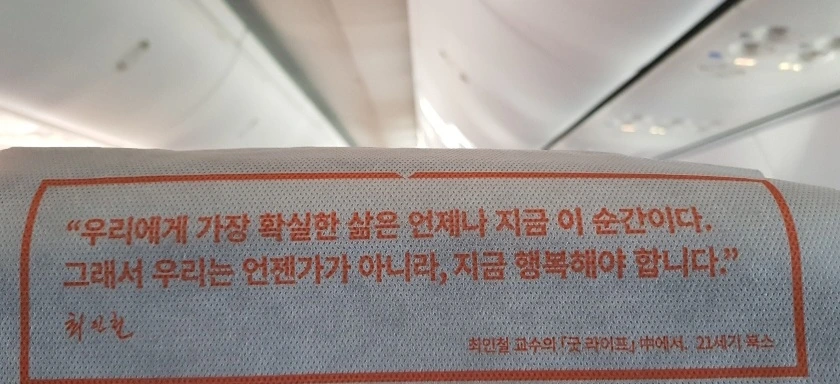 “우리에게 가장 확실한 삶은 언제나 지금 이 순간이다.
그래서 우리는 언젠가가 아니라, 지금 행복해야 합니다.”
최인철
최인철 교수의 「굿 라이프」 中에서. 21세기 북스